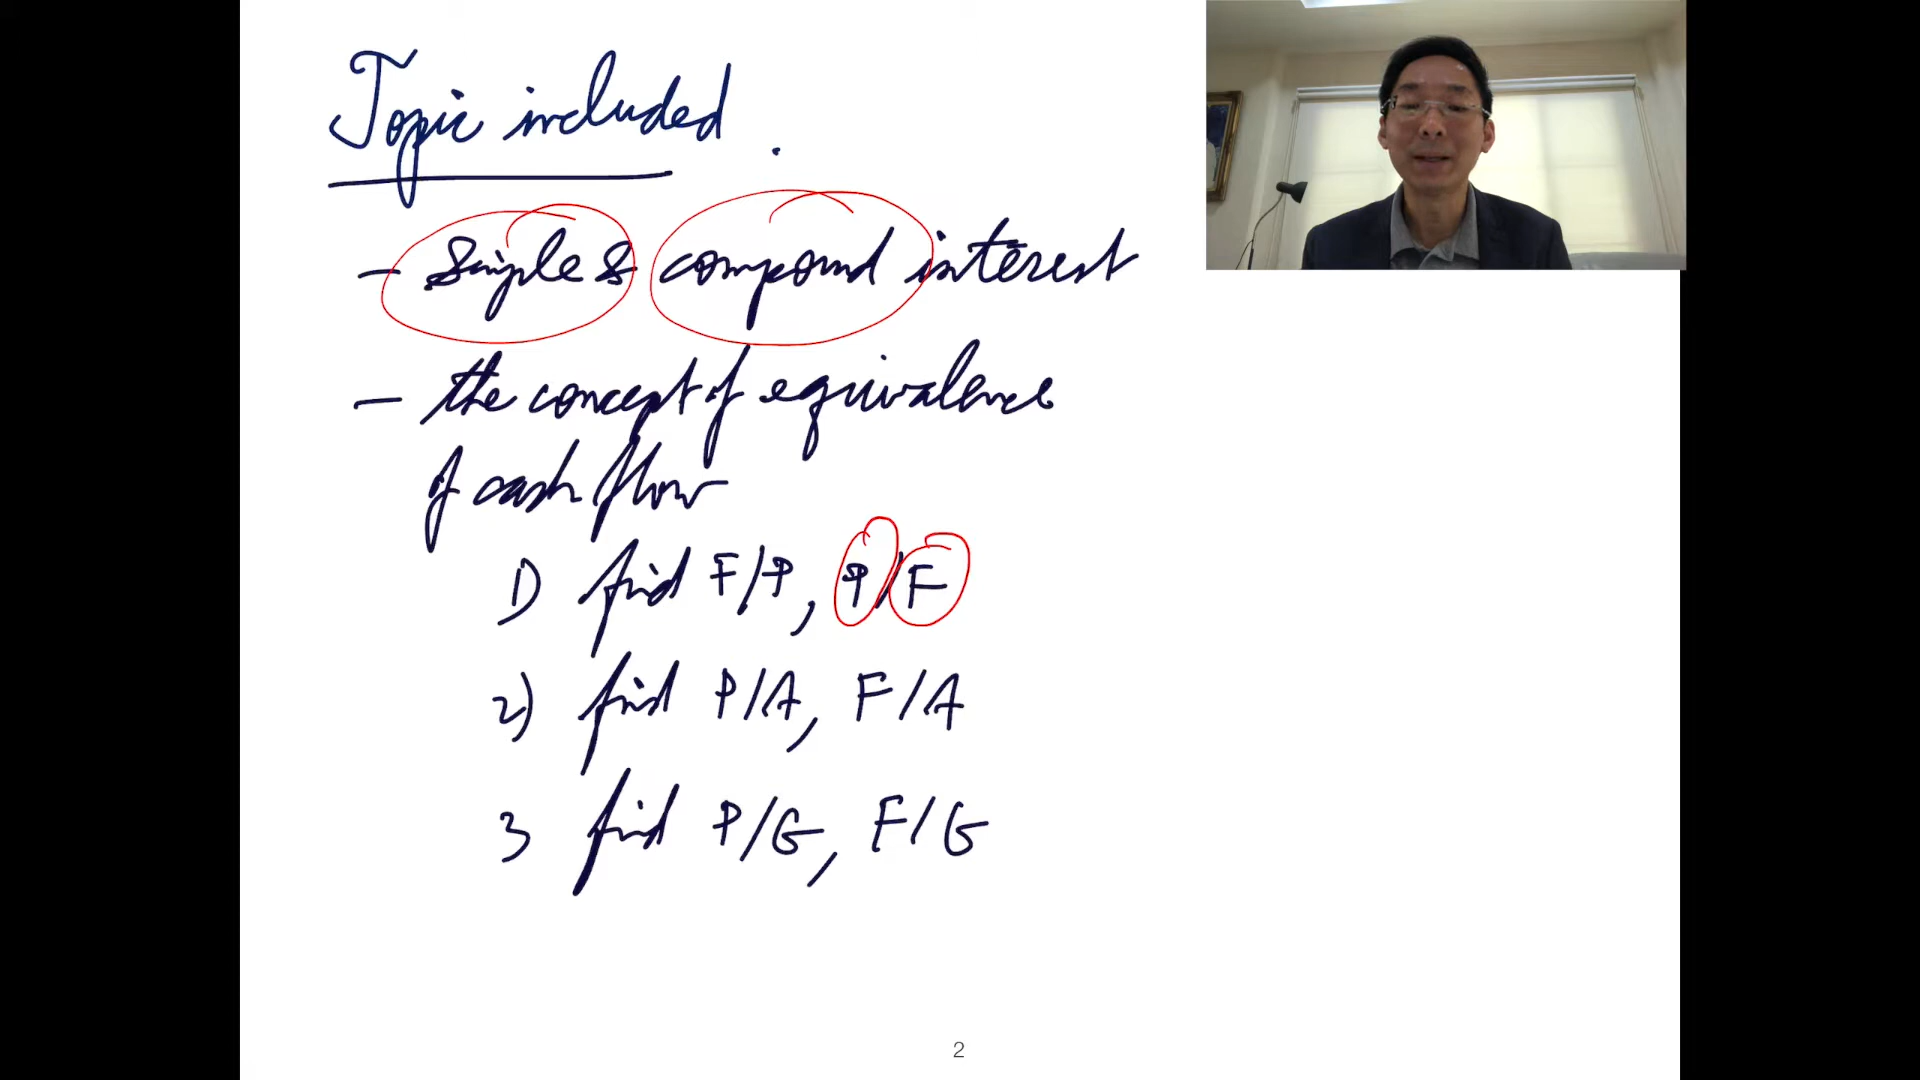 Topic included.
- Simple & compound interest
- the concept of equivalence
of cash flow
1) find F/P, P/F
2) find P/A, F/A
3 find P/G, F/G
2